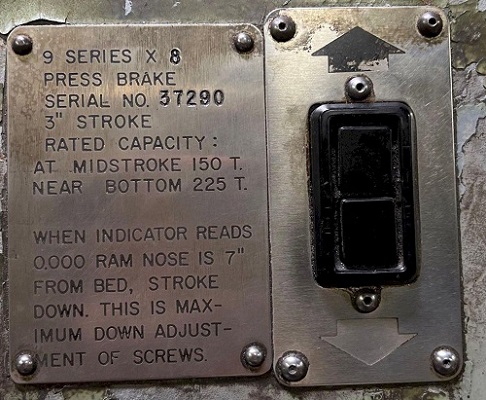 9 SERIES X 8
PRESS BRAKE
SERIAL NO. 37290
3" STROKE
RATED CAPACITY:
AT MIDSTROKE 150 T.
NEAR BOTTOM 225 T.
WHEN INDICATOR READS
0.000 RAM NOSE IS 7"
FROM BED, STROKE
DOWN. THIS IS MAX-
IMUM DOWN ADJUST-
MENT OF SCREWS.